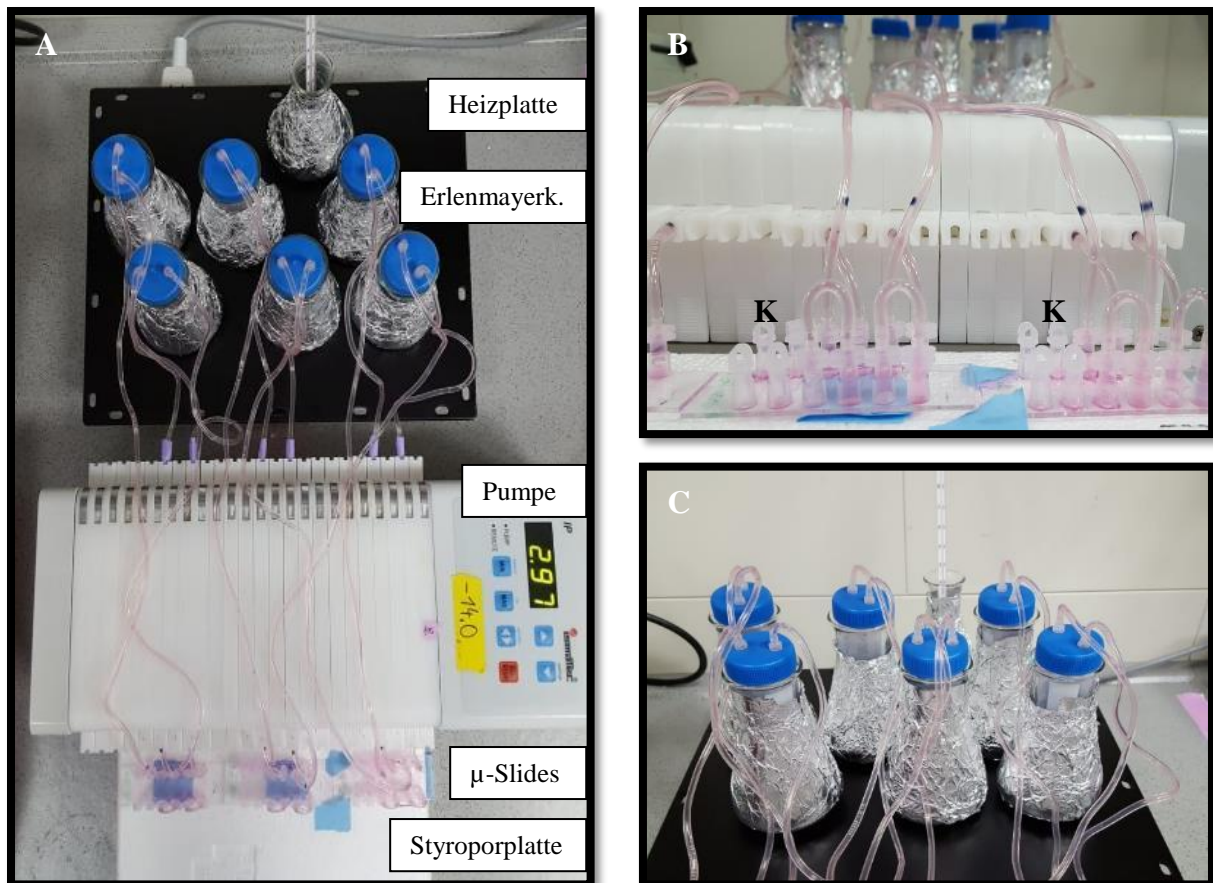 A
Heizplatte
Erlenmayerk.
Pumpe
2.97
-14,0
µ-Slides
Styroporplatte
B
K
K
C